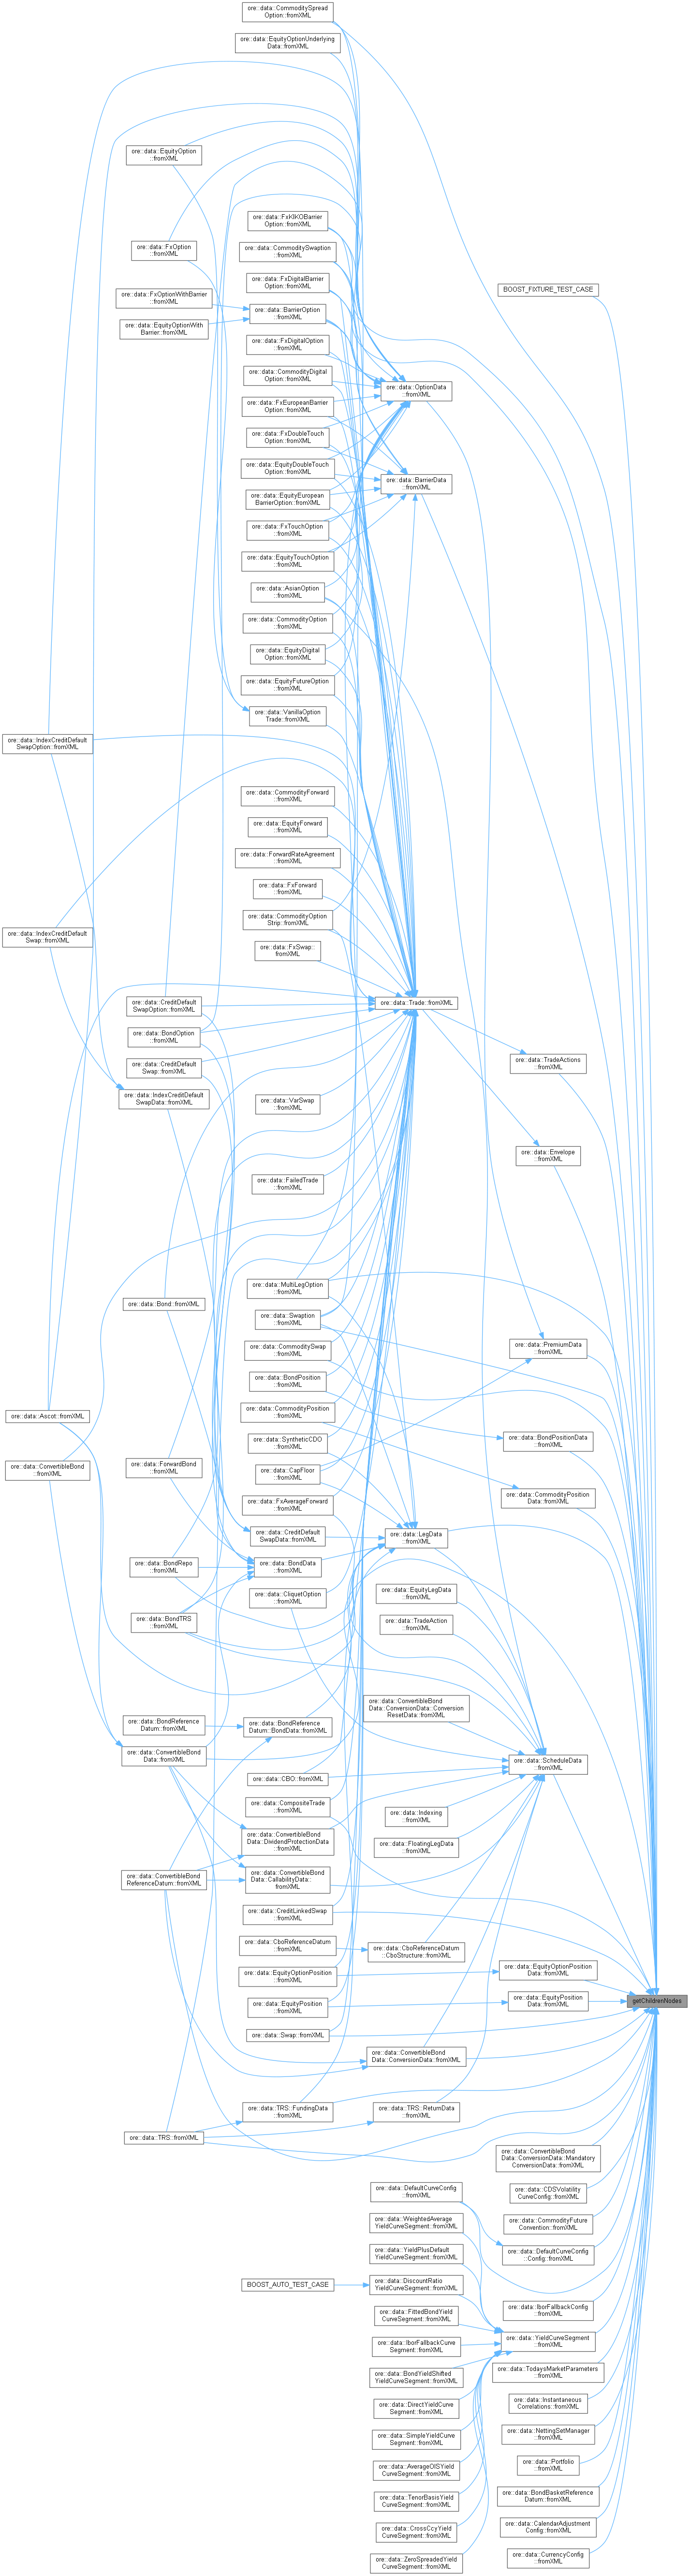 ore::data::CommoditySpread
Option::fromXML
ore::data::EquityOptionUnderlying
Data::fromXML
ore::data::EquityOption
::fromXML
ore::data::FxOption
::fromXML
ore::data::FxOptionWithBarrier
::fromXML
ore::data::EquityOptionWith
Barrier::fromXML
ore::data::FxKIKOBarrier
Option::fromXML
ore::data::CommoditySwaption
::fromXML
ore::data::FxDigitalBarrier
Option::fromXML
ore::data::BarrierOption
::fromXML
ore::data::FxDigitalOption
::fromXML
ore::data::CommodityDigital
Option::fromXML
ore::data::FxEuropeanBarrier
Option::fromXML
ore::data::FxDoubleTouch
Option::fromXML
ore::data::EquityDoubleTouch
Option::fromXML
ore::data::EquityEuropean
BarrierOption::fromXML
ore::data::FxTouchOption
::fromXML
ore::data::EquityTouchOption
::fromXML
ore::data::AsianOption
::fromXML
ore::data::CommodityOption
::fromXML
ore::data::EquityDigital
Option::fromXML
ore::data::EquityFutureOption
::fromXML
ore::data::VanillaOption
Trade::fromXML
BOOST_FIXTURE_TEST_CASE
ore::data::OptionData
::fromXML
ore::data::BarrierData
::fromXML
ore::data::IndexCreditDefault
SwapOption::fromXML
ore::data::CommodityForward
::fromXML
ore::data::EquityForward
::fromXML
ore::data::ForwardRateAgreement
::fromXML
ore::data::FxForward
::fromXML
ore::data::CommodityOption
Strip::fromXML
ore::data::FxSwap::
fromXML
ore::data::IndexCreditDefault
Swap::fromXML
ore::data::Trade::fromXML
ore::data::CreditDefault
SwapOption::fromXML
ore::data::BondOption
::fromXML
ore::data::CreditDefault
Swap::fromXML
ore::data::IndexCreditDefault
SwapData::fromXML
ore::data::TradeActions
::fromXML
ore::data::VarSwap
::fromXML
ore::data::Envelope
::fromXML
ore::data::FailedTrade
::fromXML
ore::data::MultiLegOption
::fromXML
ore::data::Bond::fromXML
ore::data::Swaption
::fromXML
ore::data::CommoditySwap
::fromXML
ore::data::PremiumData
::fromXML
ore::data::BondPosition
::fromXML
ore::data::CommodityPosition
::fromXML
ore::data::Ascot::fromXML
ore::data::SyntheticCDO
::fromXML
ore::data::BondPositionData
::fromXML
ore::data::ConvertibleBond
::fromXML
ore::data::ForwardBond
::fromXML
ore::data::CapFloor
::fromXML
ore::data::CommodityPosition
Data::fromXML
ore::data::FxAverageForward
::fromXML
ore::data::CreditDefault
SwapData::fromXML
ore::data::LegData
::fromXML
ore::data::BondRepo
::fromXML
ore::data::BondData
::fromXML
ore::data::CliquetOption
::fromXML
ore::data::EquityLegData
::fromXML
ore::data::BondTRS
::fromXML
ore::data::TradeAction
::fromXML
ore::data::ConvertibleBond
Data::ConversionData::Conversion
ResetData::fromXML
ore::data::BondReference
Datum::fromXML
ore::data::BondReference
Datum::BondData::fromXML
ore::data::ConvertibleBond
Data::fromXML
ore::data::ScheduleData
::fromXML
ore::data::CBO::fromXML
ore::data::CompositeTrade
::fromXML
ore::data::Indexing
::fromXML
ore::data::ConvertibleBond
Data::DividendProtectionData
::fromXML
ore::data::FloatingLegData
::fromXML
ore::data::ConvertibleBond
ReferenceDatum::fromXML
ore::data::ConvertibleBond
Data::CallabilityData::
fromXML
ore::data::CreditLinkedSwap
::fromXML
ore::data::CboReferenceDatum
::fromXML
ore::data::CboReferenceDatum
::CboStructure::fromXML
ore::data::EquityOptionPosition
::fromXML
ore::data::EquityOptionPosition
Data::fromXML
ore::data::EquityPosition
::fromXML
ore::data::EquityPosition
Data::fromXML
getChildrenNodes
ore::data::Swap::fromXML
ore::data::ConvertibleBond
Data::ConversionData::fromXML
ore::data::TRS::FundingData
::fromXML
ore::data::TRS::ReturnData
::fromXML
ore::data::TRS::fromXML
ore::data::ConvertibleBond
Data::ConversionData::Mandatory
ConversionData::fromXML
ore::data::CDSVolatility
CurveConfig::fromXML
ore::data::DefaultCurveConfig
::fromXML
ore::data::CommodityFuture
Convention::fromXML
ore::data::WeightedAverage
YieldCurveSegment::fromXML
ore::data::YieldPlusDefault
YieldCurveSegment::fromXML
ore::data::DefaultCurveConfig
::Config::fromXML
BOOST_AUTO_TEST_CASE
ore::data::DiscountRatio
YieldCurveSegment::fromXML
ore::data::FittedBondYield
CurveSegment::fromXML
ore::data::IborFallbackConfig
::fromXML
ore::data::IborFallbackCurve
Segment::fromXML
ore::data::YieldCurveSegment
::fromXML
ore::data::BondYieldShifted
YieldCurveSegment::fromXML
ore::data::TodaysMarketParameters
::fromXML
ore::data::DirectYieldCurve
Segment::fromXML
ore::data::Instantaneous
Correlations::fromXML
ore::data::SimpleYieldCurve
Segment::fromXML
ore::data::NettingSetManager
::fromXML
ore::data::AverageOISYield
CurveSegment::fromXML
ore::data::Portfolio
::fromXML
ore::data::TenorBasisYield
CurveSegment::fromXML
ore::data::BondBasketReference
Datum::fromXML
ore::data::CrossCcyYield
CurveSegment::fromXML
ore::data::CalendarAdjustment
Config::fromXML
ore::data::ZeroSpreadedYield
CurveSegment::fromXML
ore::data::CurrencyConfig
::fromXML